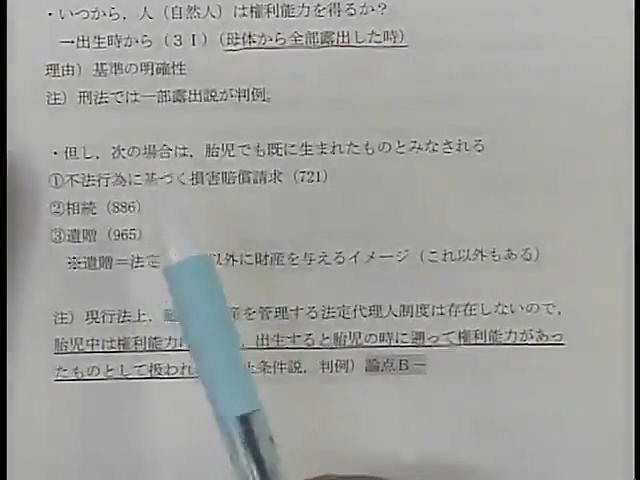 ・いつから，人（自然人）は権利能力を得るか？
→出生時から（３Ⅰ）（母体から全部露出した時）
理由）基準の明確性
注）刑法では一部露出説が判例。
・但し，次の場合は，胎児でも既に生まれたものとみなされる
①不法行為に基づく損害賠償請求（721）
②相続（886）
③遺贈（965）
※遺贈＝法定 以外に財産を与えるイメージ（これ以外もある）
注）現行法上， 産を管理する法定代理人制度は存在しないので，
胎児中は権利能力 ，出生すると胎児の時に遡って権利能力があっ
たものとして扱われ 条件説，判例）論点Ｂ－